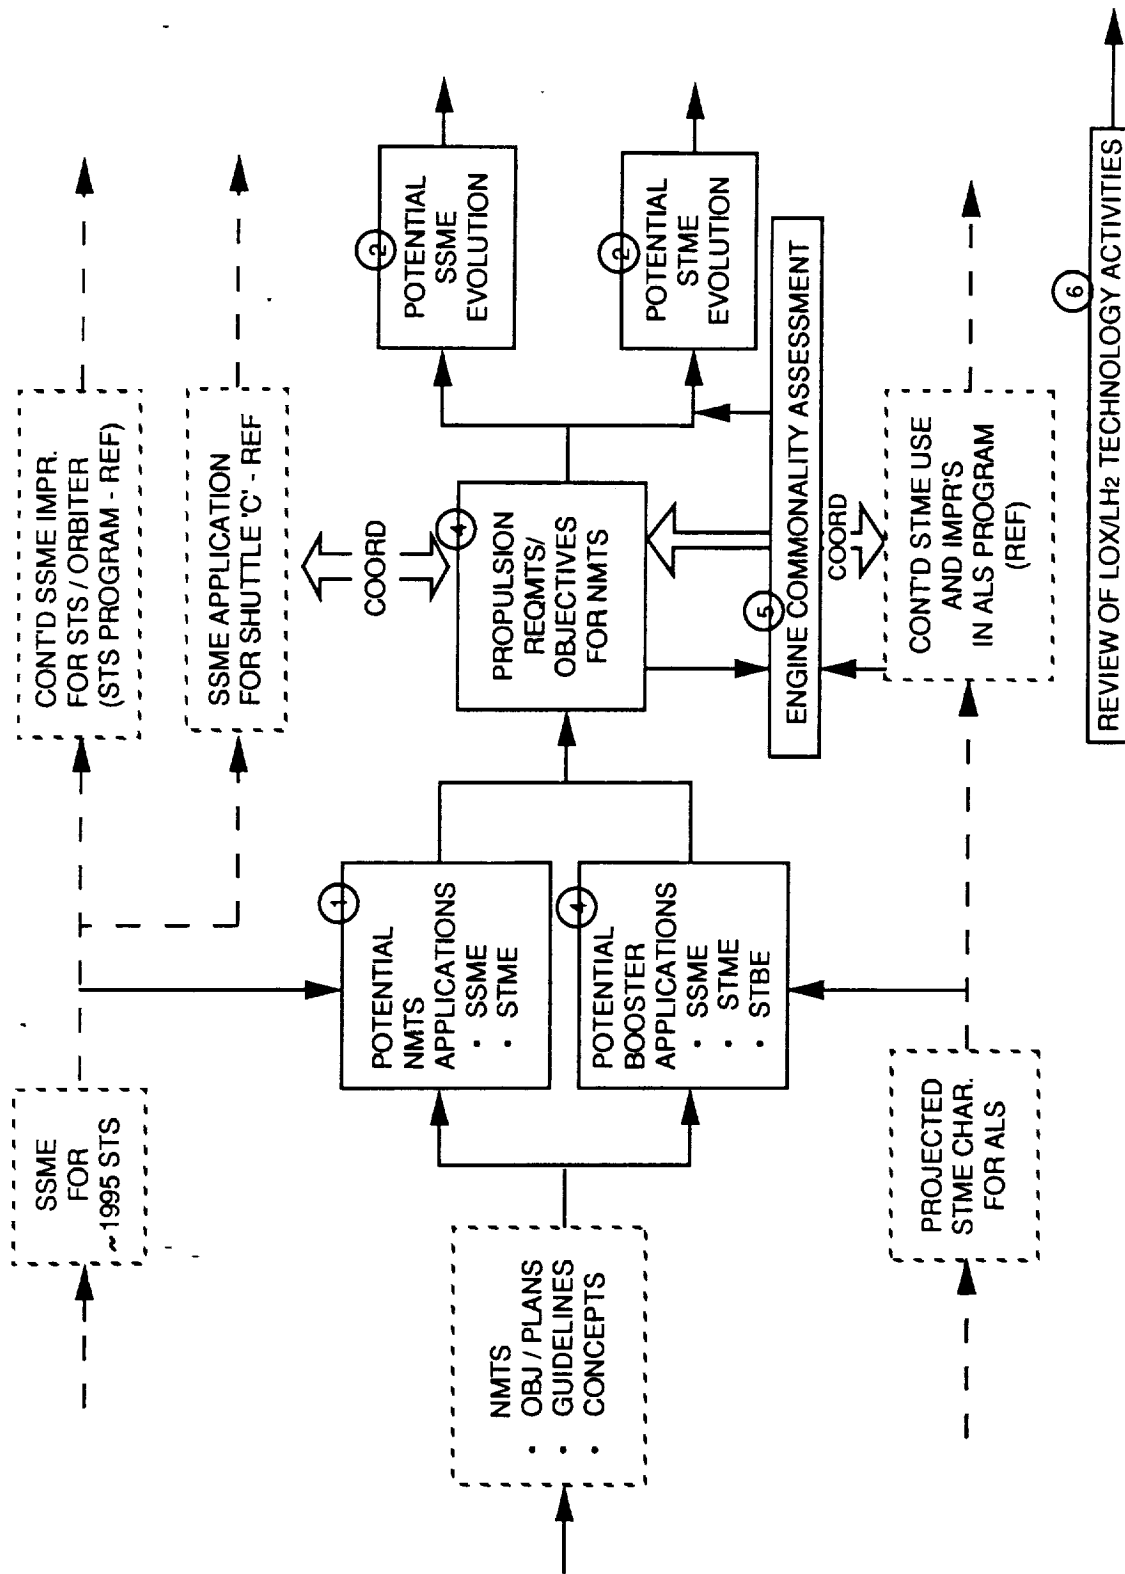 SSME
FOR
~1995 STS
CONT'D SSME IMPR.
FOR STS / ORBITER
(STS PROGRAM - REF)
SSME APPLICATION
FOR SHUTTLE 'C' - REF
COORD
NMTS
• OBJ / PLANS
• GUIDELINES
• CONCEPTS
1
POTENTIAL
NMTS
APPLICATIONS
• SSME
• STME
4
POTENTIAL
BOOSTER
APPLICATIONS
• SSME
• STME
• STBE
4
PROPULSION
REQMTS/
OBJECTIVES
FOR NMTS
2
POTENTIAL
SSME
EVOLUTION
2
POTENTIAL
STME
EVOLUTION
5
ENGINE COMMONALITY ASSESSMENT
COORD
PROJECTED
STME CHAR.
FOR ALS
CONT'D STME USE
AND IMPR'S
IN ALS PROGRAM
(REF)
6
REVIEW OF LOX/LH2 TECHNOLOGY ACTIVITIES